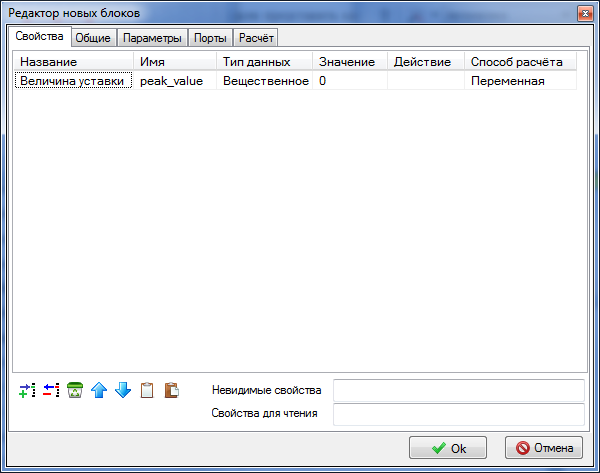 Редактор новых блоков
Свойства Общие Параметры Порты Расчёт
Название Имя Тип данных Значение Действие Способ расчёта
Величина уставки peak_value Вещественное 0 Переменная
Невидимые свойства
Свойства для чтения
Ok Отмена